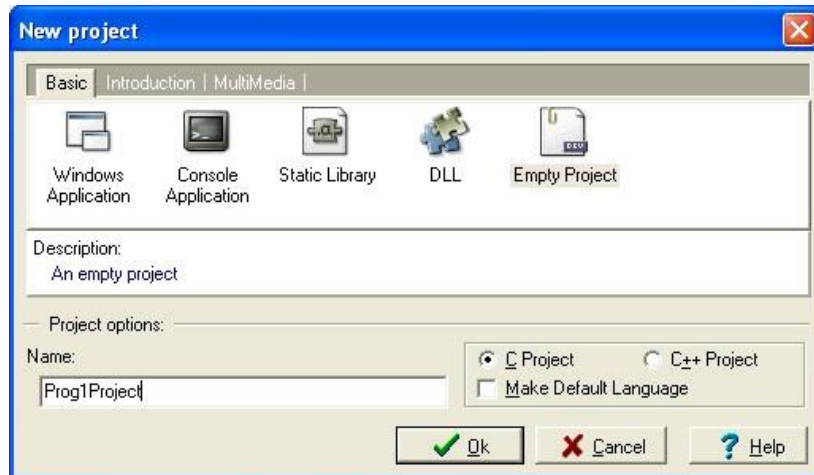 New project
Basic | Introduction | MultiMedia |
Windows Application
Console Application
Static Library
DLL
Empty Project
Description:
An empty project
Project options:
Name:
Prog1Project
C Project
C++ Project
Make Default Language
Ok
Cancel
Help